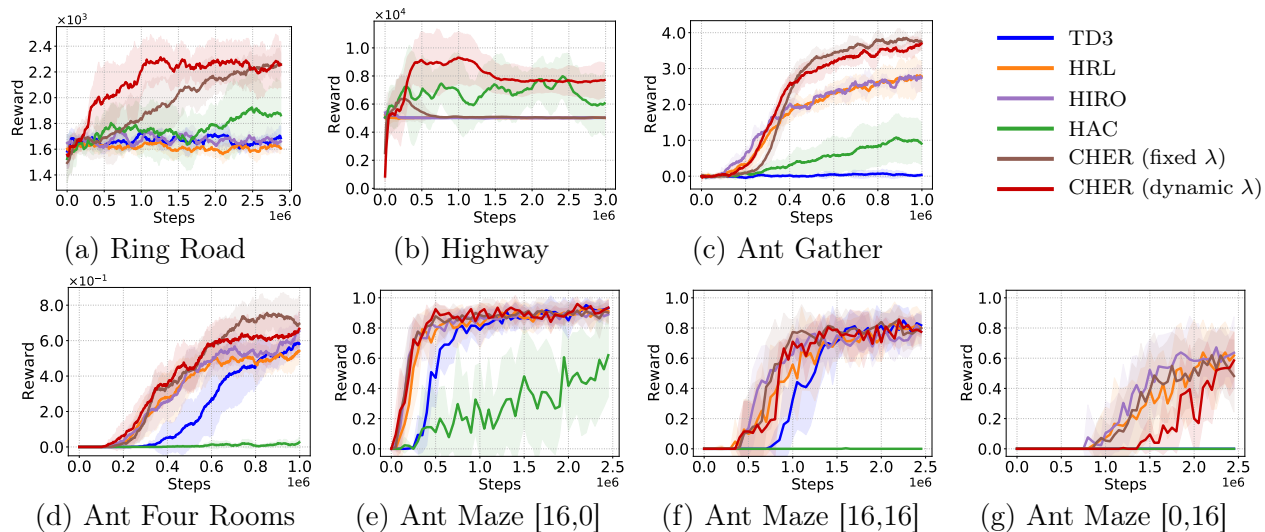 ×10³
2.4
2.2
2.0
1.8
1.6
1.4
Reward
0.0 0.5 1.0 1.5 2.0 2.5 3.0
Steps
1e6
(a) Ring Road
×10⁴
1.0
0.8
0.6
0.4
0.2
0.0
Reward
0.0 0.5 1.0 1.5 2.0 2.5 3.0
Steps
1e6
(b) Highway
4.0
3.0
2.0
1.0
0.0
Reward
0.0 0.2 0.4 0.6 0.8 1.0
Steps
1e6
(c) Ant Gather
TD3
HRL
HIRO
HAC
CHER (fixed λ)
CHER (dynamic λ)
×10⁻¹
8.0
6.0
4.0
2.0
0.0
Reward
0.0 0.2 0.4 0.6 0.8 1.0
Steps
1e6
(d) Ant Four Rooms
1.0
0.8
0.6
0.4
0.2
0.0
Reward
0.0 0.5 1.0 1.5 2.0 2.5
Steps
1e6
(e) Ant Maze [16,0]
1.0
0.8
0.6
0.4
0.2
0.0
Reward
0.0 0.5 1.0 1.5 2.0 2.5
Steps
1e6
(f) Ant Maze [16,16]
1.0
0.8
0.6
0.4
0.2
0.0
Reward
0.0 0.5 1.0 1.5 2.0 2.5
Steps
1e6
(g) Ant Maze [0,16]